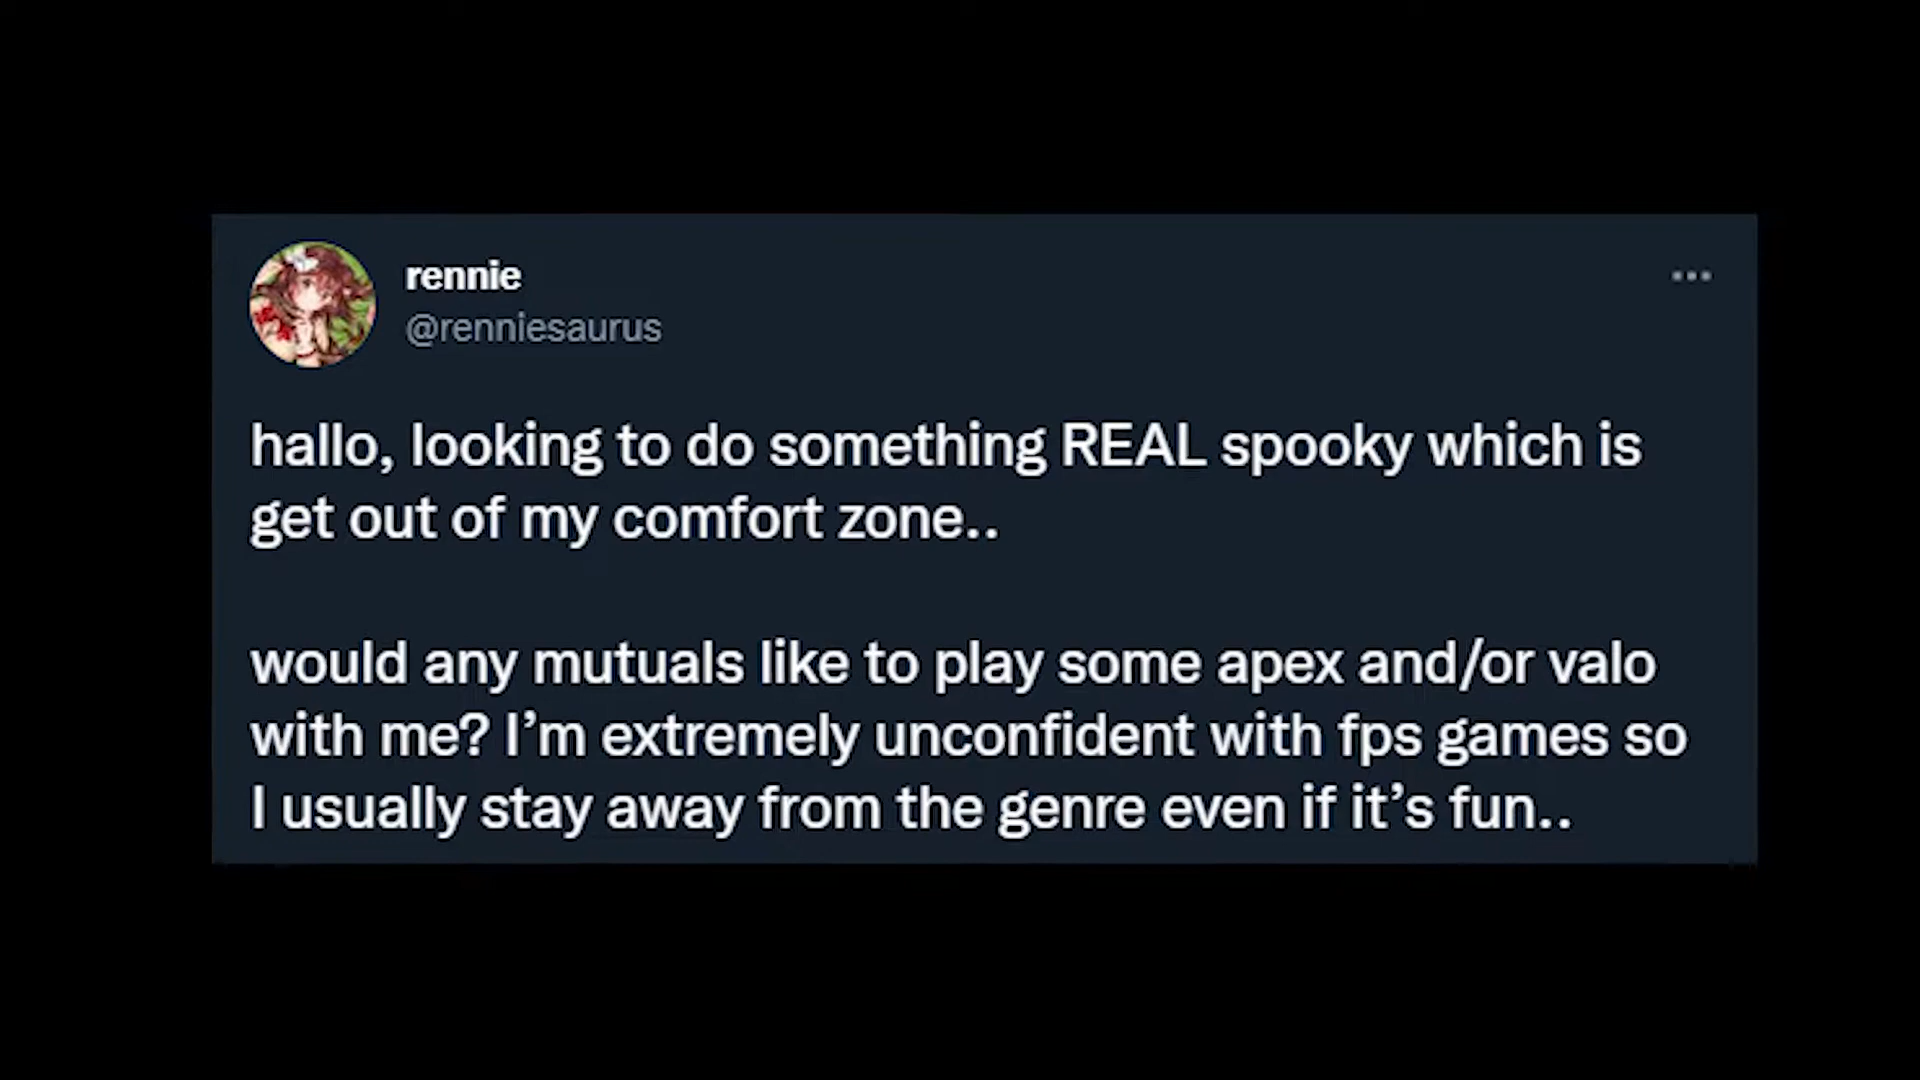 rennie
@renniesaurus
hallo, looking to do something REAL spooky which is
get out of my comfort zone..
would any mutuals like to play some apex and/or valo
with me? I’m extremely unconfident with fps games so
I usually stay away from the genre even if it’s fun..